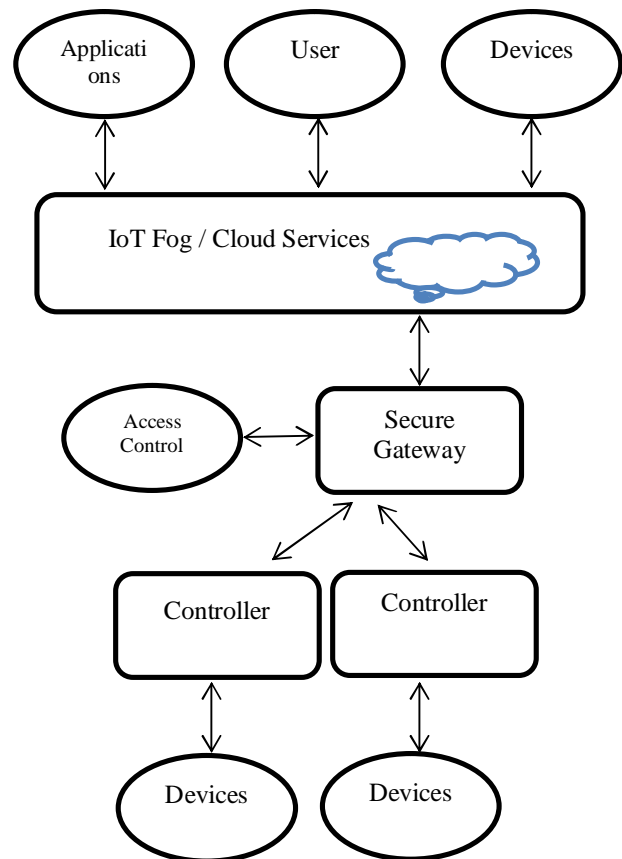 Applicati
ons
User
Devices
IoT Fog / Cloud Services
Access
Control
Secure
Gateway
Controller
Controller
Devices
Devices